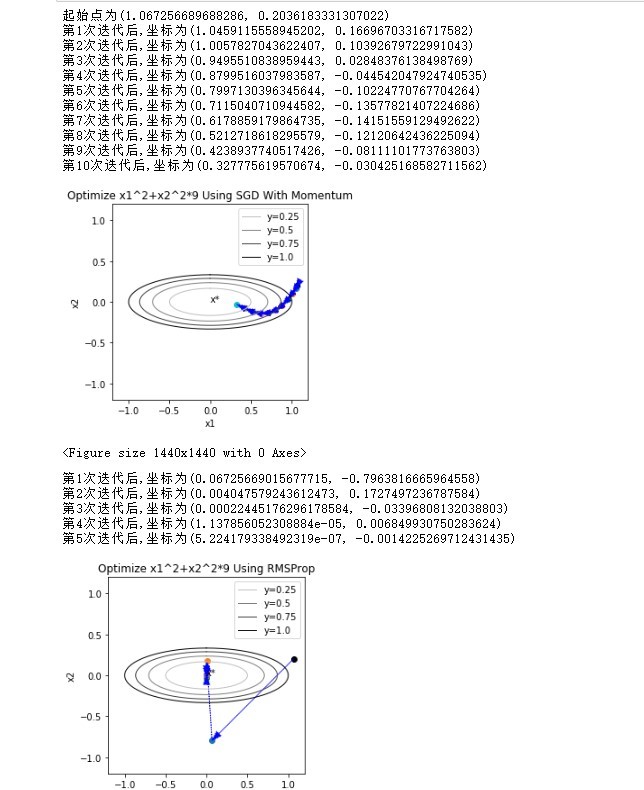 起始点为(1.067256689688286, 0.2036183331307022)
第1次迭代后,坐标为(1.0459115558945202, 0.16696703316717582)
第2次迭代后,坐标为(1.0057827043622407, 0.10392679722991043)
第3次迭代后,坐标为(0.9495510838959443, 0.02848376138498769)
第4次迭代后,坐标为(0.8799516037983587, -0.044542047924740535)
第5次迭代后,坐标为(0.7997130396345644, -0.10224770767704264)
第6次迭代后,坐标为(0.7115040710944582, -0.13577821407224686)
第7次迭代后,坐标为(0.6178859179864735, -0.14151559129492622)
第8次迭代后,坐标为(0.5212718618295579, -0.12120642436225094)
第9次迭代后,坐标为(0.4238937740517426, -0.08111101773763803)
第10次迭代后,坐标为(0.327775619570674, -0.030425168582711562)
Optimize x1^2+x2^2*9 Using SGD With Momentum
y=0.25
y=0.5
y=0.75
y=1.0
1.0
0.5
0.0
−0.5
−1.0
x2
x*
−1.0 −0.5 0.0 0.5 1.0
x1
<Figure size 1440x1440 with 0 Axes>
第1次迭代后,坐标为(0.06725669015677715, -0.7963816665964558)
第2次迭代后,坐标为(0.004047579243612473, 0.1727497236787584)
第3次迭代后,坐标为(0.00022445176296178584, -0.03396808132038803)
第4次迭代后,坐标为(1.137856052308884e-05, 0.006849930750283624)
第5次迭代后,坐标为(5.224179338492319e-07, -0.0014225269712431435)
Optimize x1^2+x2^2*9 Using RMSProp
y=0.25
y=0.5
y=0.75
y=1.0
1.0
0.5
0.0
−0.5
−1.0
x2
−1.0 −0.5 0.0 0.5 1.0